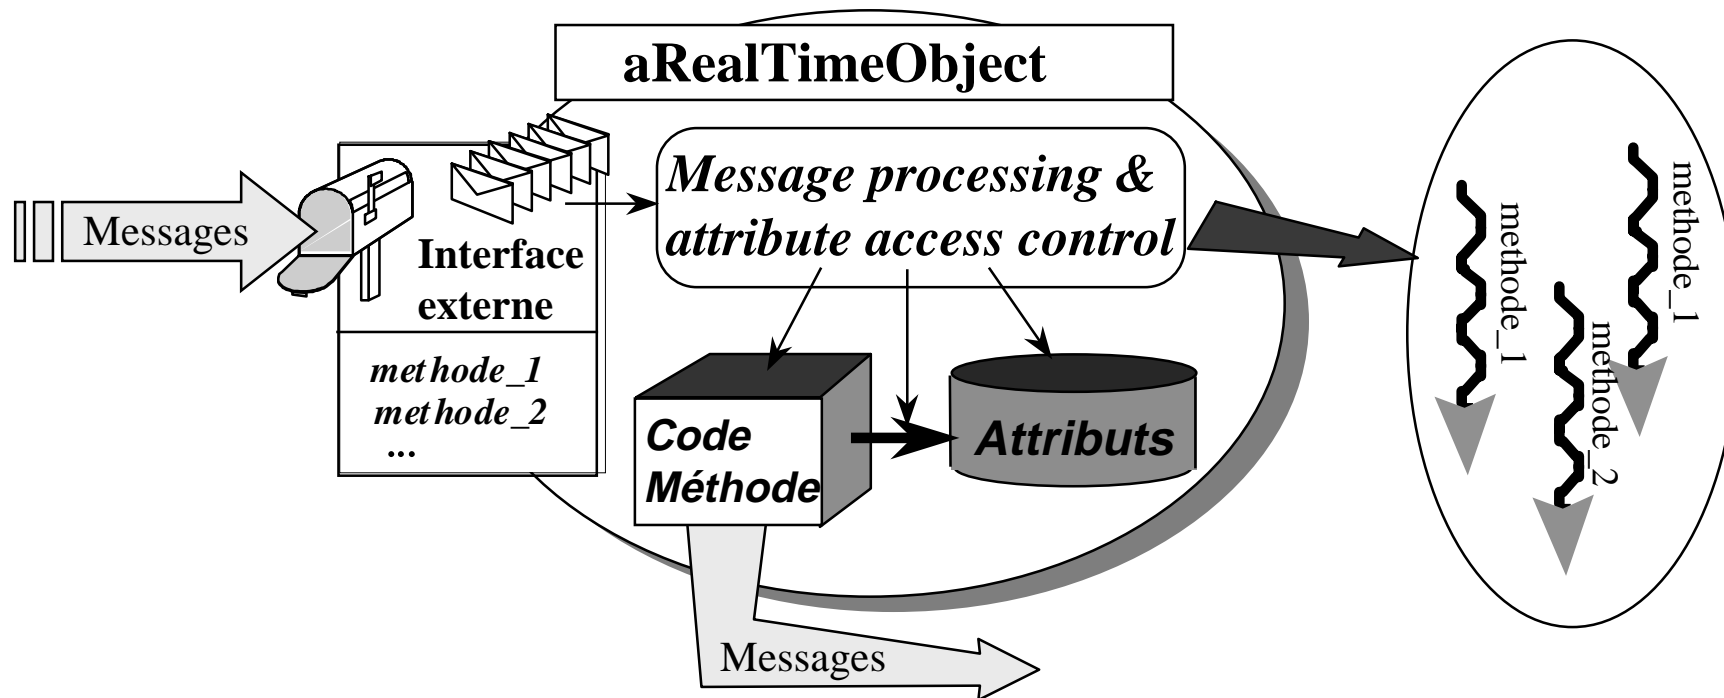 aRealTimeObject
Messages
Interface
externe
methode_1
methode_2
...
Message processing &
attribute access control
Code
Méthode
Attributs
Messages
methode_1
methode_2
methode_1